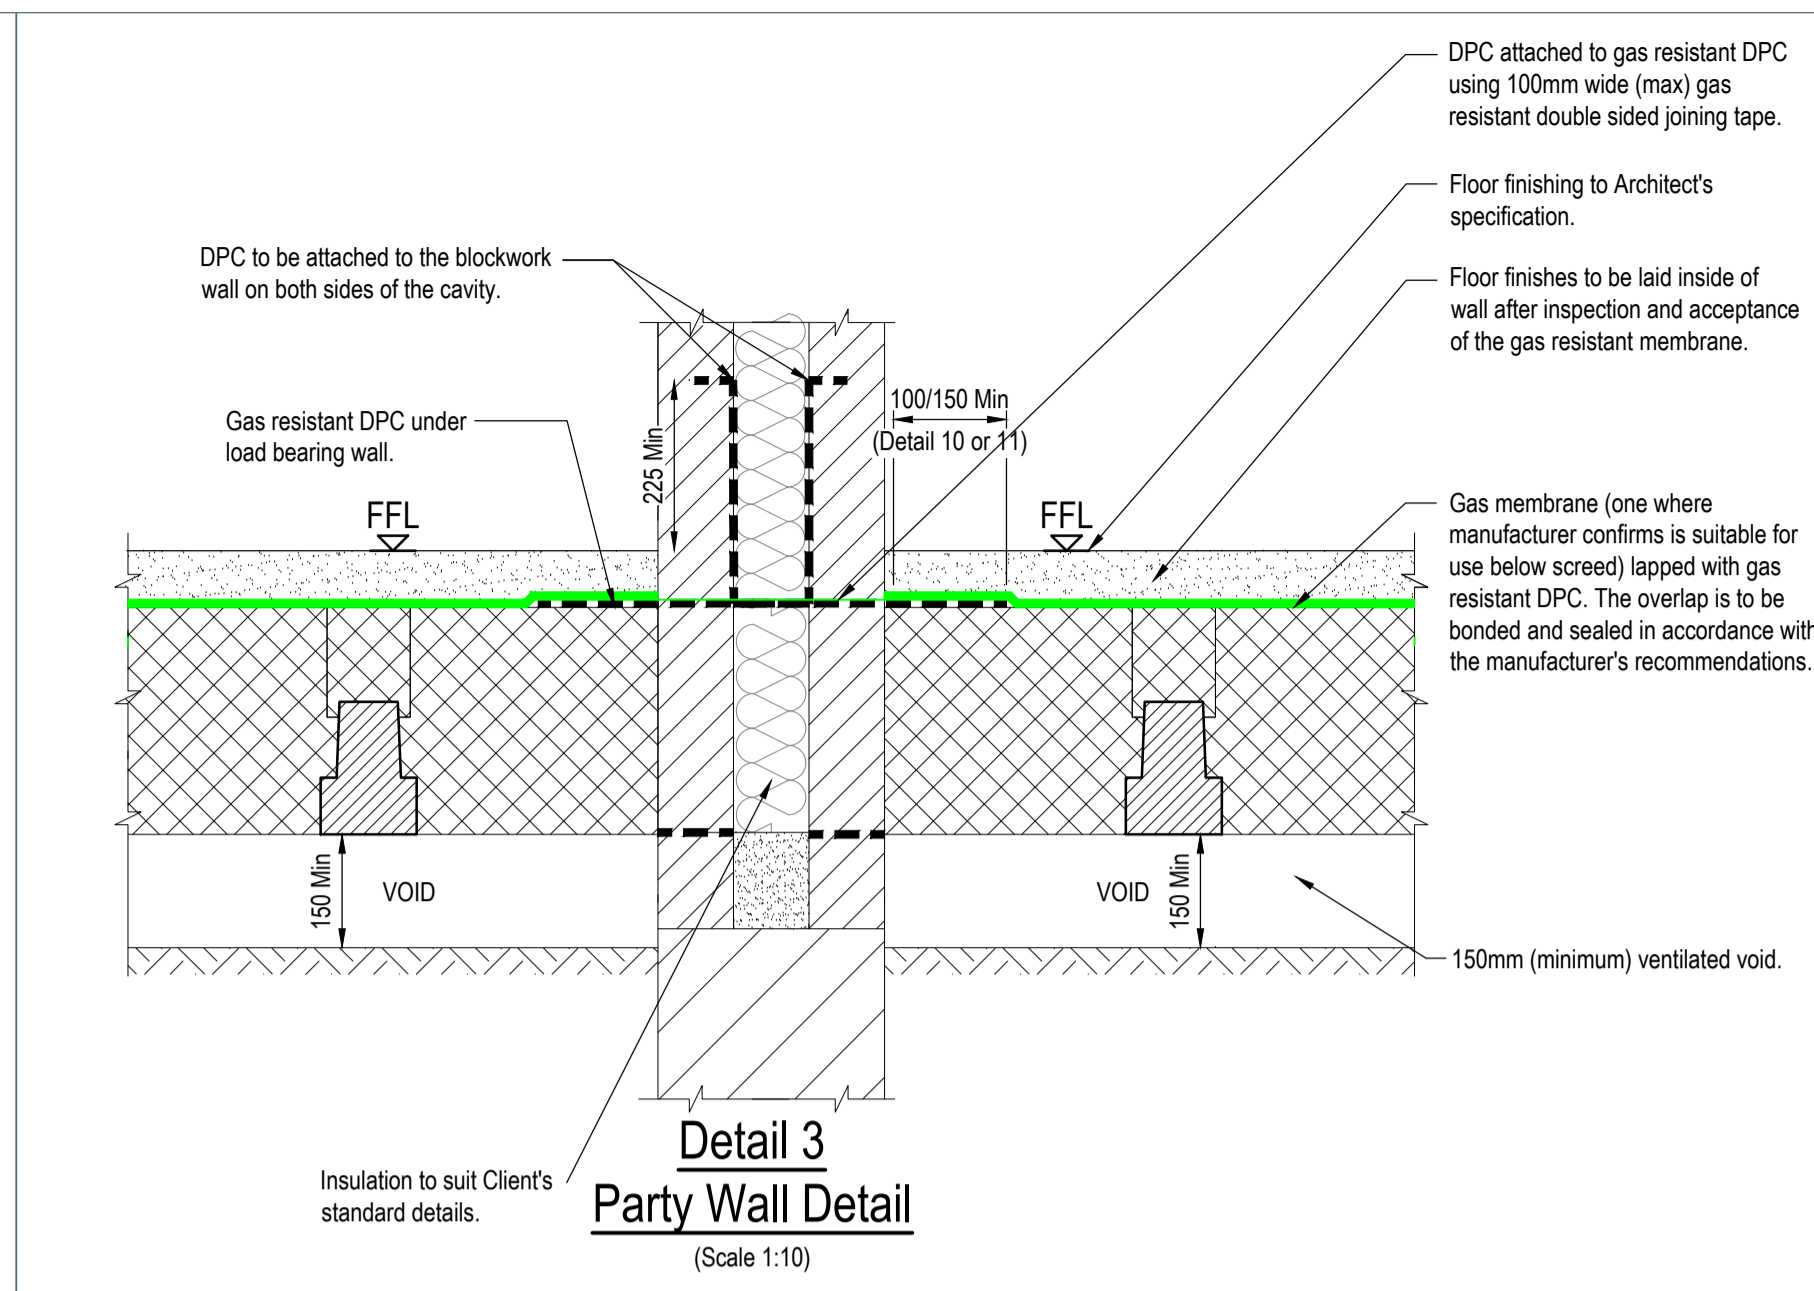 DPC attached to gas resistant DPC
using 100mm wide (max) gas
resistant double sided joining tape.
Floor finishing to Architect's
specification.
DPC to be attached to the blockwork
wall on both sides of the cavity.
Floor finishes to be laid inside of
wall after inspection and acceptance
of the gas resistant membrane.
Gas resistant DPC under
load bearing wall.
225 Min
100/150 Min
(Detail 10 or 11)
FFL
FFL
Gas membrane (one where
manufacturer confirms is suitable for
use below screed) lapped with gas
resistant DPC. The overlap is to be
bonded and sealed in accordance with
the manufacturer's recommendations.
150 Min
VOID
VOID
150 Min
150mm (minimum) ventilated void.
Insulation to suit Client's
standard details.
Detail 3
Party Wall Detail
(Scale 1:10)